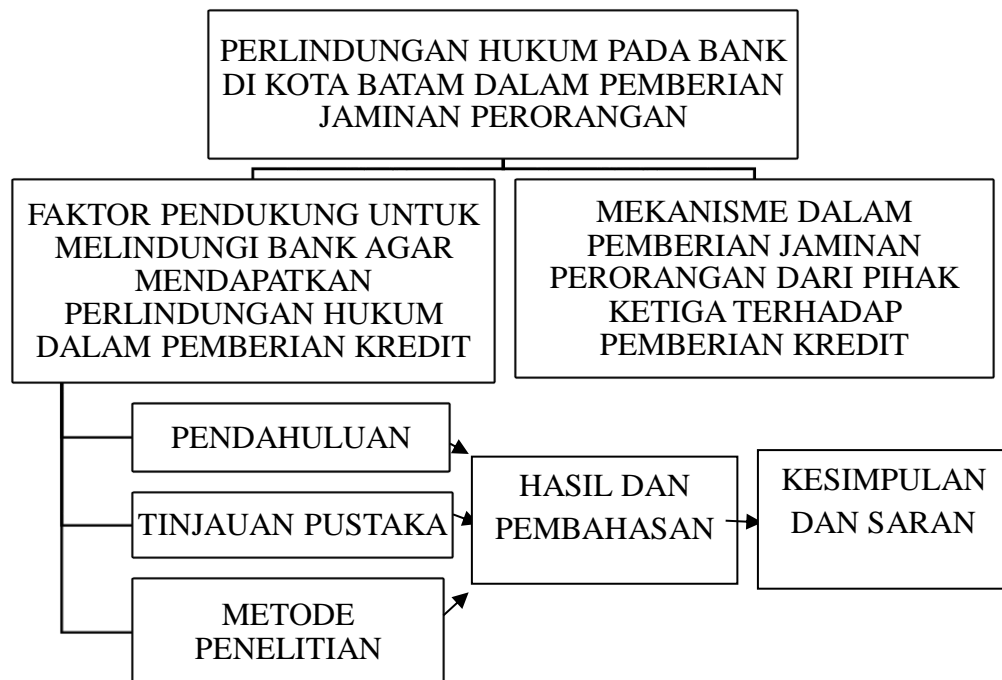 PERLINDUNGAN HUKUM PADA BANK
DI KOTA BATAM DALAM PEMBERIAN
JAMINAN PERORANGAN
FAKTOR PENDUKUNG UNTUK
MELINDUNGI BANK AGAR
MENDAPATKAN
PERLINDUNGAN HUKUM
DALAM PEMBERIAN KREDIT
MEKANISME DALAM
PEMBERIAN JAMINAN
PERORANGAN DARI PIHAK
KETIGA TERHADAP
PEMBERIAN KREDIT
PENDAHULUAN
TINJAUAN PUSTAKA
METODE
PENELITIAN
HASIL DAN
PEMBAHASAN
KESIMPULAN
DAN SARAN